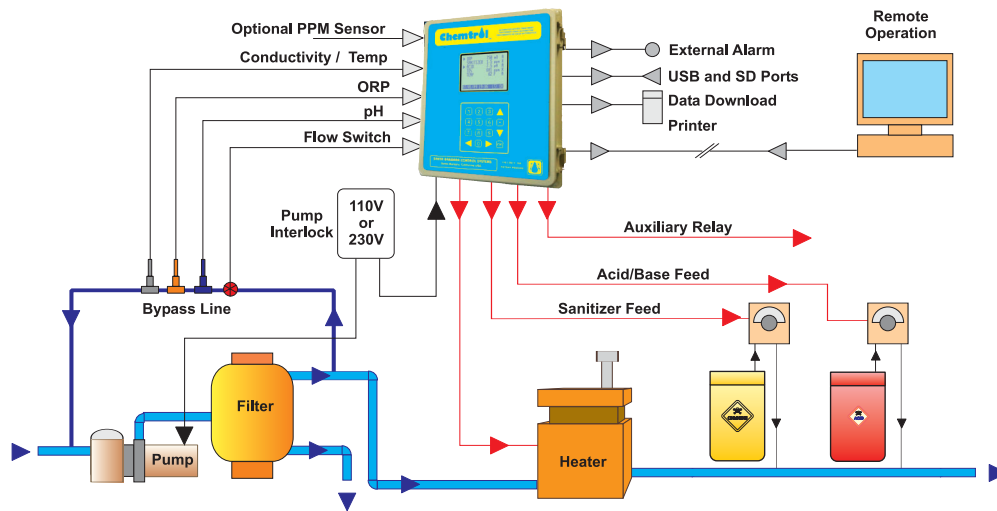 Optional PPM Sensor
Conductivity / Temp
ORP
pH
Flow Switch
Chemtrol
External Alarm
USB and SD Ports
Data Download
Printer
Remote
Operation
Pump
Interlock
110V
or
230V
Auxiliary Relay
Acid/Base Feed
Sanitizer Feed
Bypass Line
Filter
Pump
Heater
ACID